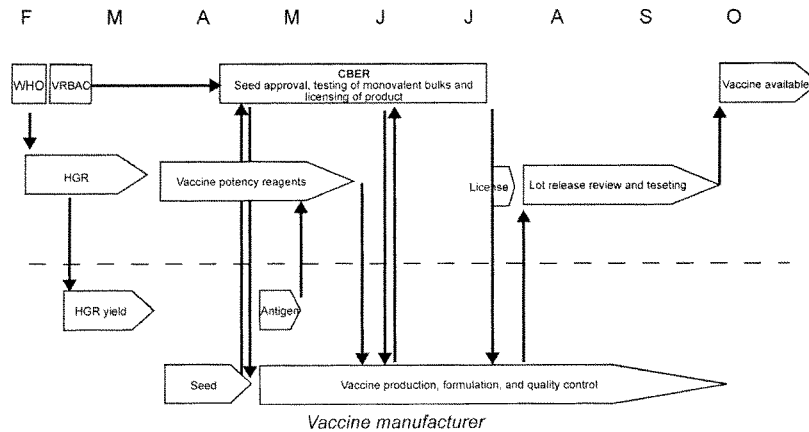 F M A M J J A S O
WHO VRBAC
CBER
Seed approval, testing of monovalent bulks and
licensing of product
Vaccine available
HGR
Vaccine potency reagents
License
Lot release review and teseting
HGR yield
Antigen
Seed
Vaccine production, formulation, and quality control
Vaccine manufacturer